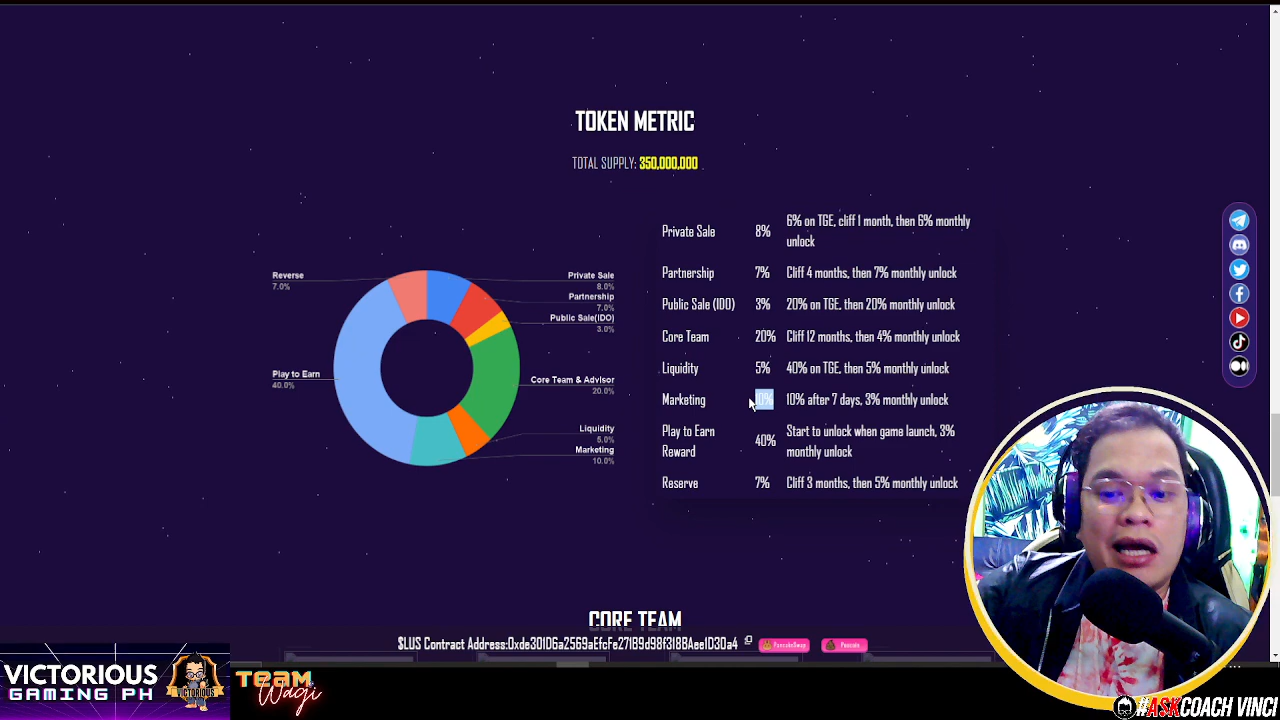 TOKEN METRIC
TOTAL SUPPLY: 350,000,000
Reverse
7.0%
Play to Earn
40.0%
Private Sale
8.0%
Partnership
7.0%
Public Sale(IDO)
3.0%
Core Team & Advisor
20.0%
Liquidity
5.0%
Marketing
10.0%
Private Sale 8% 6% on TGE, cliff 1 month, then 6% monthly
unlock
Partnership 7% Cliff 4 months, then 7% monthly unlock
Public Sale (IDO) 3% 20% on TGE, then 20% monthly unlock
Core Team 20% Cliff 12 months, then 4% monthly unlock
Liquidity 5% 40% on TGE, then 5% monthly unlock
Marketing 10% 10% after 7 days, 3% monthly unlock
Play to Earn
Reward 40% Start to unlock when game launch, 3%
monthly unlock
Reserve 7% Cliff 3 months, then 5% monthly unlock
CORE TEAM
$LUS Contract Address:
PancakeSwap
VICTORIOUS
GAMING PH
VICTORIOUS
TEAM
Wagi
#ASKCOACH VINCI